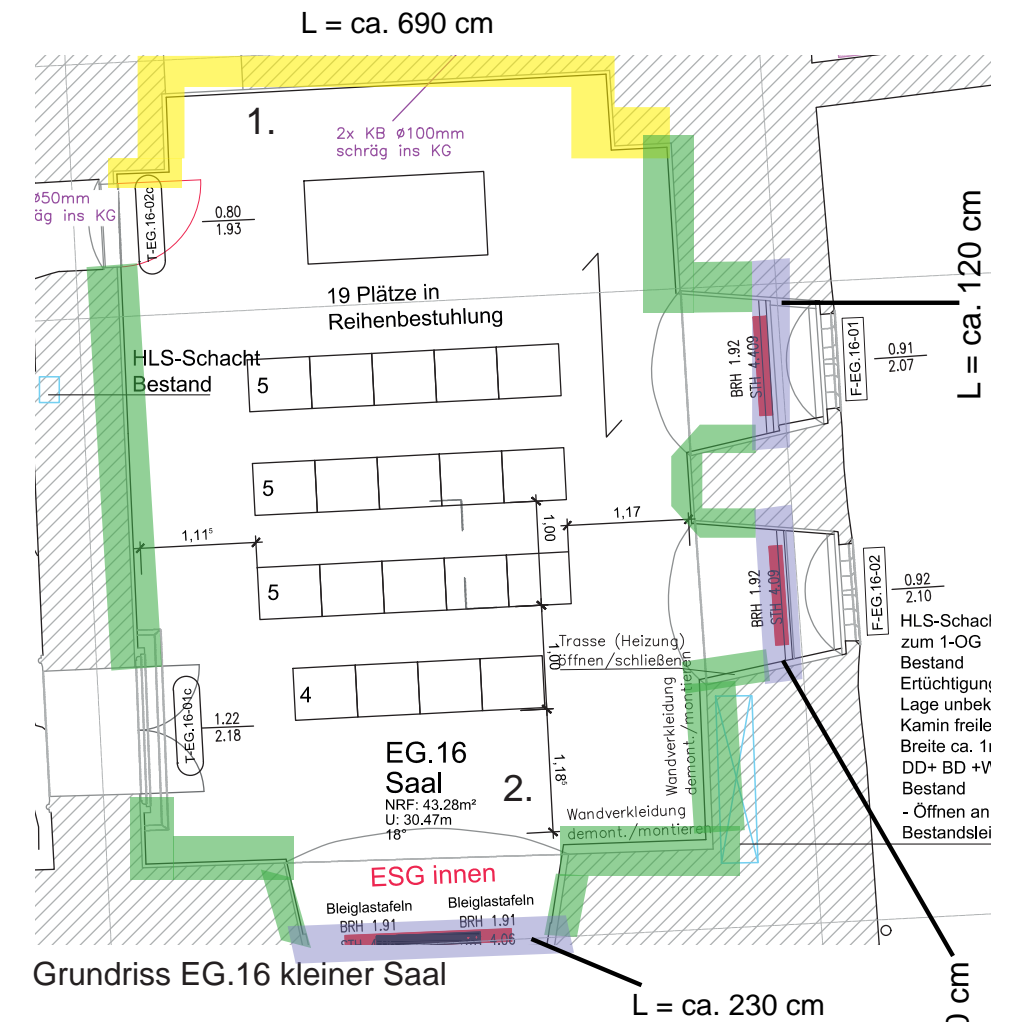 L = ca. 690 cm
1.
2x KB ø100mm
schräg ins KG
ø50mm
äg ins KG
T-EG.16-02c
0.80
1.93
19 Plätze in
Reihenbestuhlung
L = ca. 120 cm
HLS-Schacht
Bestand
5
BRH 1.92
STH 4.409
F-EG.16-01
0.91
2.07
5
1,00
1,17
1,11⁵
5
BRH 1.92
STH 4.09
F-EG.16-02
0.92
2.10
HLS-Schacl
zum 1-OG
Bestand
Ertüchtigung
Lage unbek
Kamin freile
Breite ca. 1
DD+ BD +W
Bestand
- Öffnen an
Bestandslei
Trasse (Heizung)
öffnen/schließen
1,00
4
Wandverkleidung
demont./montieren
T-EG.16-01c
1.22
2.18
EG.16
Saal
NRF: 43.28m²
U: 30.47m
18°
2.
1,18⁵
Wandverkleidung
demont./montieren
ESG innen
Bleiglastafeln
Bleiglastafeln
BRH 1.91
BRH 1.91
STH
4.06
Grundriss EG.16 kleiner Saal
L = ca. 230 cm
0 cm